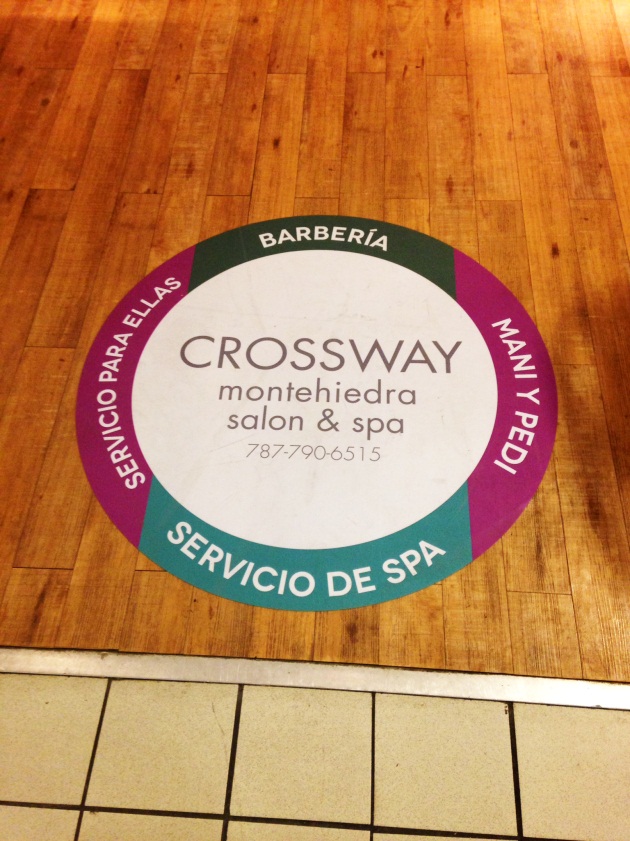 BARBERÍA
SERVICIO PARA ELLAS
MANI Y PEDI
CROSSWAY
montehiedra
salon & spa
787-790-6515
SERVICIO DE SPA